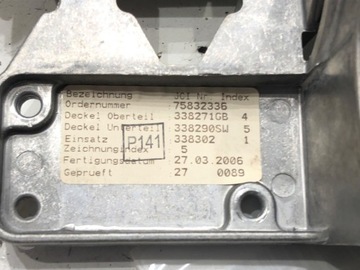 Bezeichnung JCI Nr Index
Ordernummer 75832336
Deckel Oberteil 338271GB 4
Deckel Unterteil 338290SW 5
Einsatz 338302 1
Zeichnungsindex 5
P141
Fertigungsdatum 27.03.2006
Geprueft 27 0089